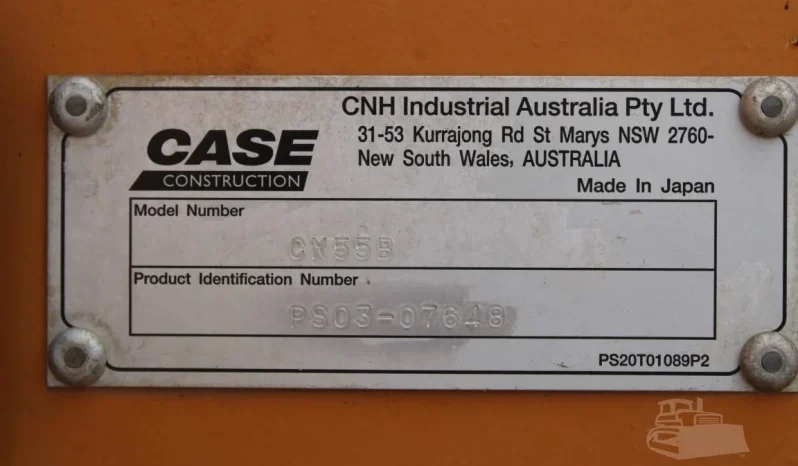 CNH Industrial Australia Pty Ltd.
31-53 Kurrajong Rd St Marys NSW 2760-
New South Wales, AUSTRALIA
CASE
CONSTRUCTION
Made In Japan
Model Number
CX55B
Product Identification Number
PS03-07648
PS20T01089P2